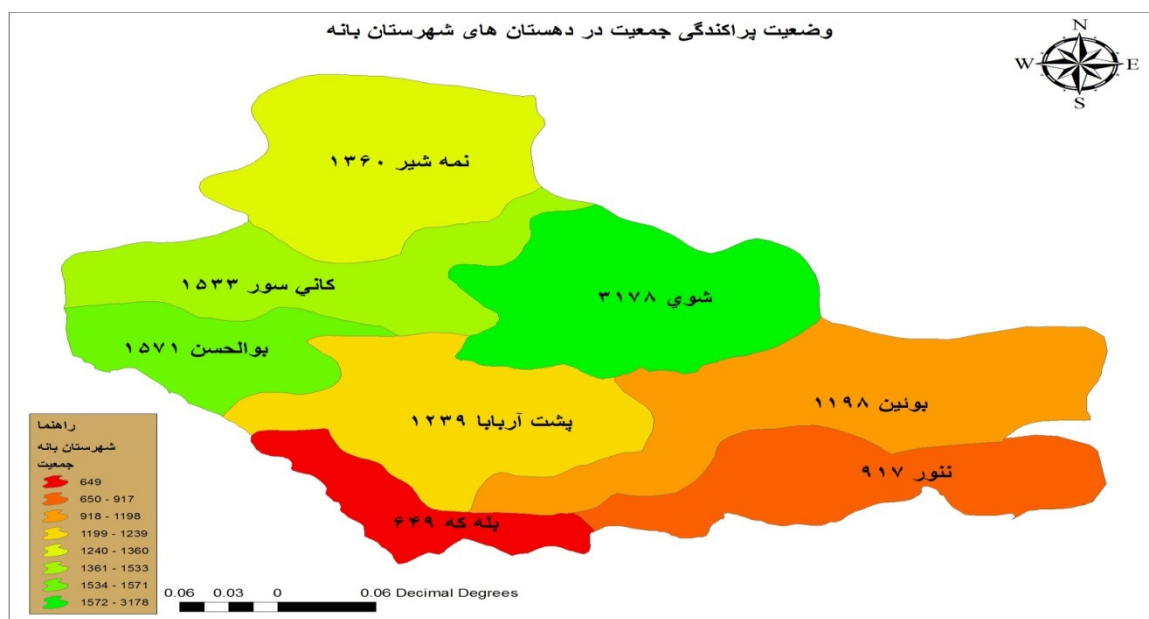 وضعیت پراکندگی جمعیت در دهستان های شهرستان بانه
N
W E
S
نمه شیر ۱۳۶۰
کاني سور ۱۵۳۳
شوي ۳۱۷۸
بوالحسن ۱۵۷۱
بوئین ۱۱۹۸
پشت آربابا ۱۲۳۹
ننور ۹۱۷
بله که ۶۴۹
راهنما
شهرستان بانه
جمعیت
649
650 - 917
918 - 1198
1199 - 1239
1240 - 1360
1361 - 1533
1534 - 1571
1572 - 3178
0.06 0.03 0 0.06 Decimal Degrees